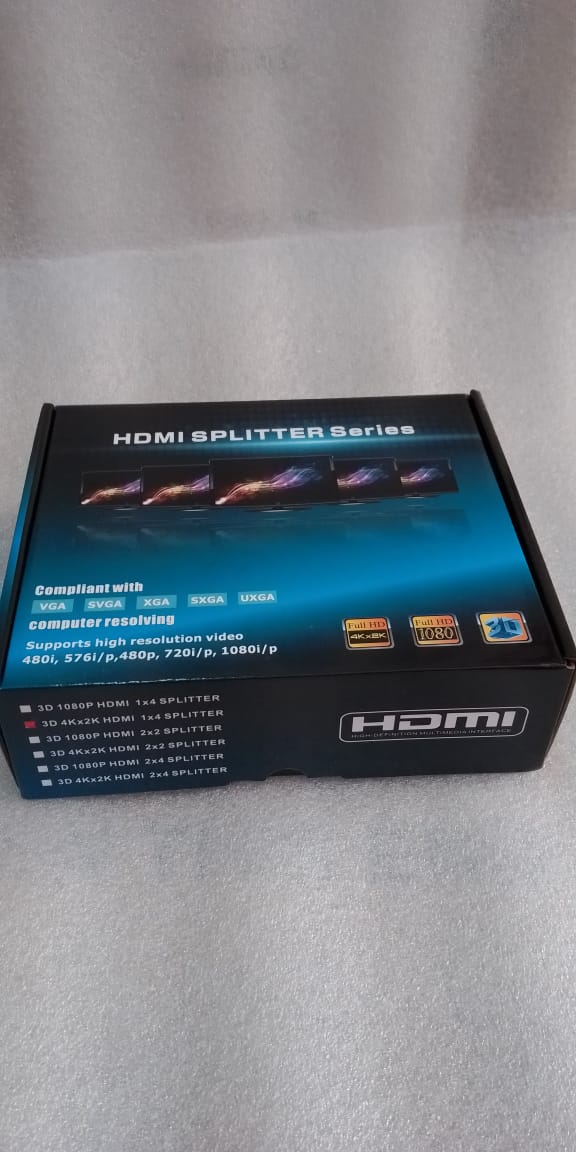 HDMI SPLITTER Series
Compliant with
VGA SVGA XGA SXGA UXGA
computer resolving
Supports high resolution video
480i, 576i/p,480p, 720i/p, 1080i/p
Full HD
4K×2K
Full HD
1080
3D
3D 1080P HDMI 1x4 SPLITTER
3D 4Kx2K HDMI 1x4 SPLITTER
3D 1080P HDMI 2x2 SPLITTER
3D 4Kx2K HDMI 2x2 SPLITTER
3D 1080P HDMI 2x4 SPLITTER
3D 4Kx2K HDMI 2x4 SPLITTER
HDMI
HIGH-DEFINITION MULTIMEDIA INTERFACE